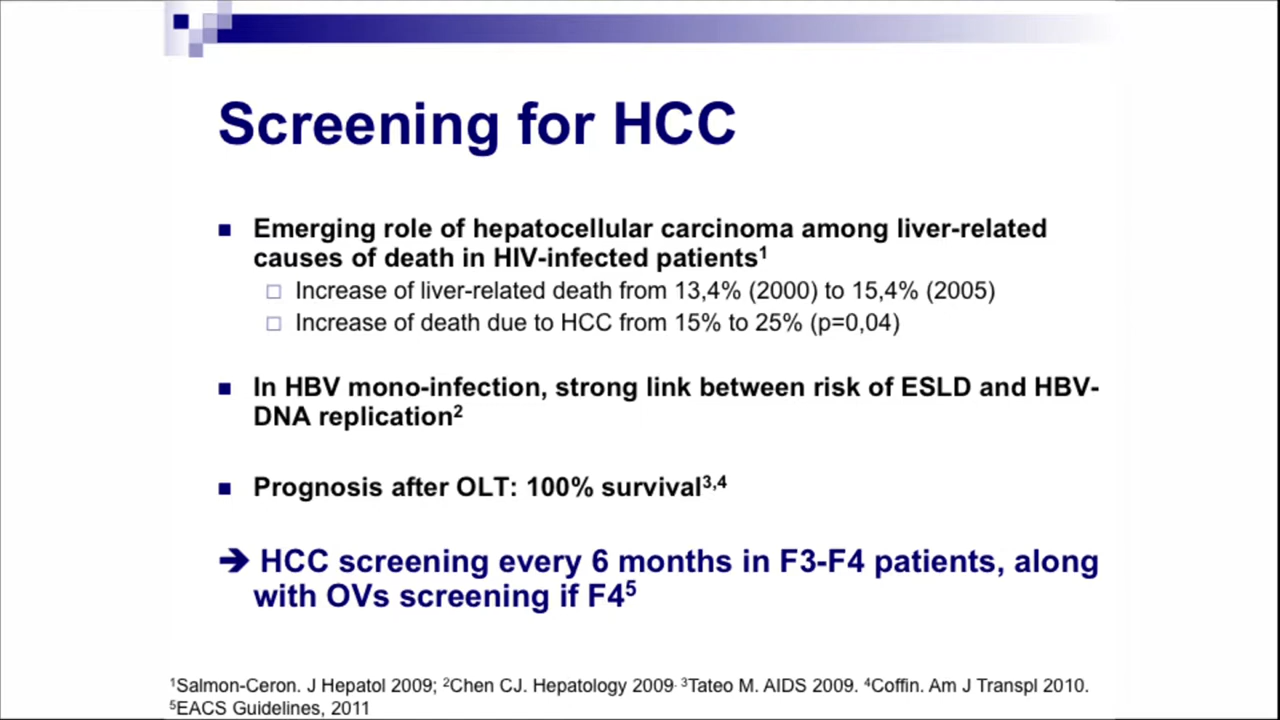 Screening for HCC
Emerging role of hepatocellular carcinoma among liver-related
causes of death in HIV-infected patients¹
Increase of liver-related death from 13,4% (2000) to 15,4% (2005)
Increase of death due to HCC from 15% to 25% (p=0,04)
In HBV mono-infection, strong link between risk of ESLD and HBV-
DNA replication²
Prognosis after OLT: 100% survival³,⁴
➔ HCC screening every 6 months in F3-F4 patients, along
with OVs screening if F4⁵
¹Salmon-Ceron. J Hepatol 2009; ²Chen CJ. Hepatology 2009. ³Tateo M. AIDS 2009. ⁴Coffin. Am J Transpl 2010.
⁵EACS Guidelines, 2011